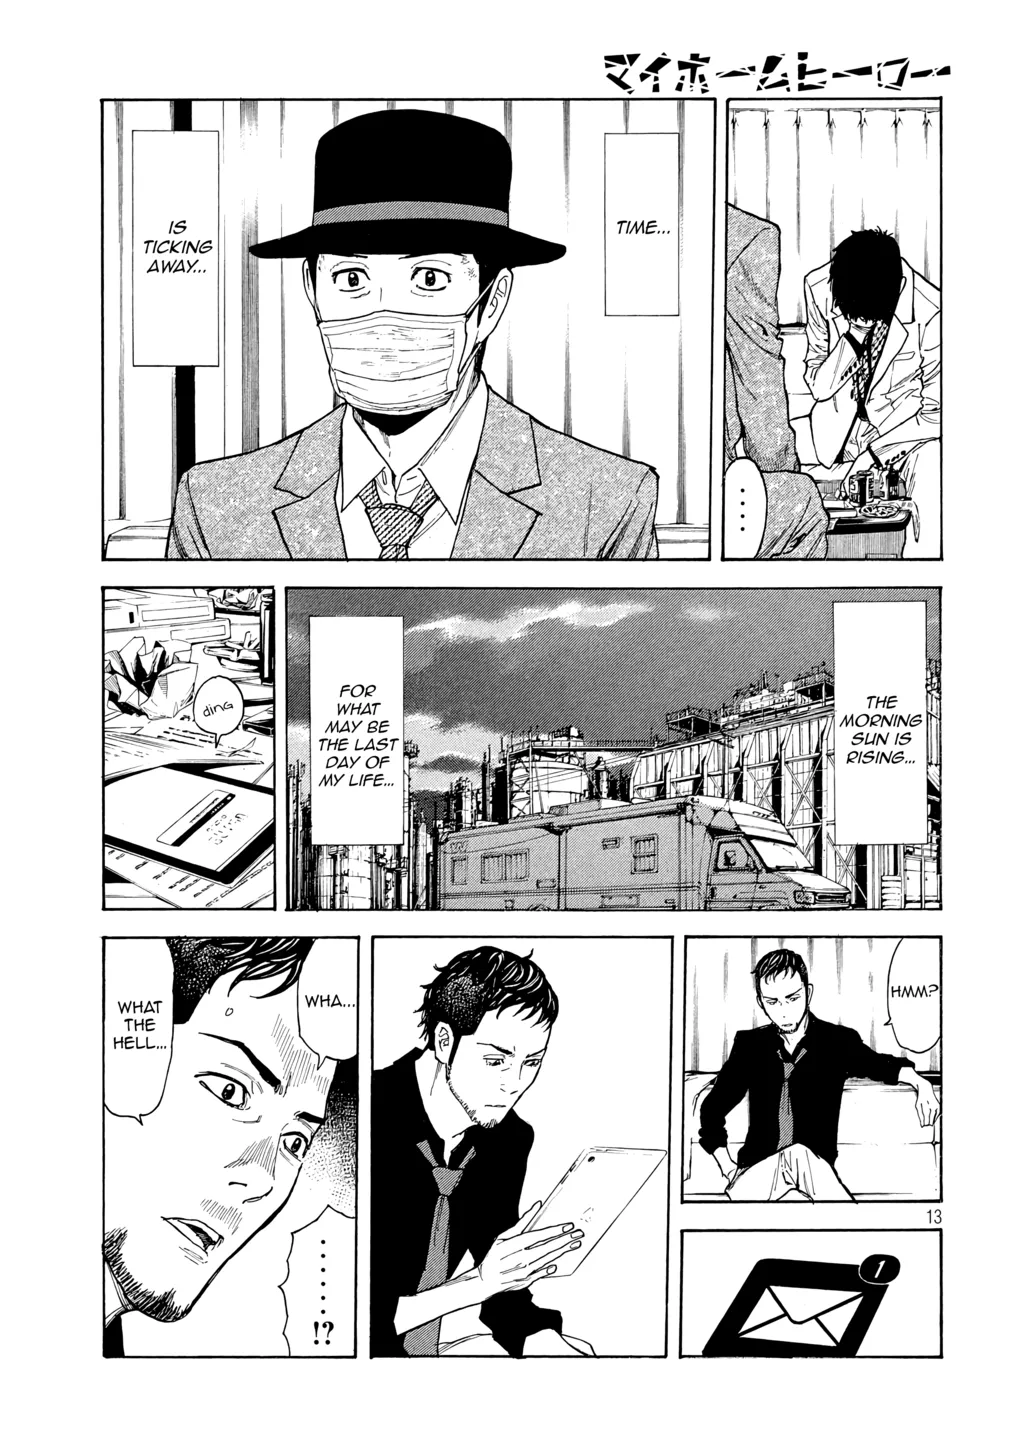 マイホームヒーロー
TIME...
IS
TICKING
AWAY...
THE
MORNING
SUN IS
RISING...
FOR
WHAT
MAY BE
THE LAST
DAY OF
MY LIFE...
DING
HMM?
13
1
WHA...
WHAT
THE
HELL...
......!?